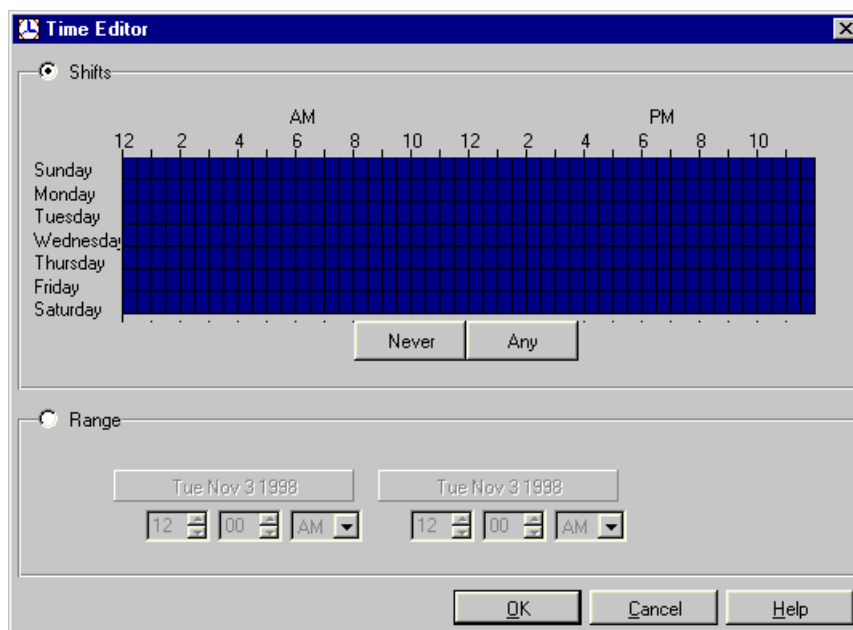 Time Editor
Shifts
AM PM
12 2 4 6 8 10 12 2 4 6 8 10
Sunday
Monday
Tuesday
Wednesday
Thursday
Friday
Saturday
Never Any
Range
Tue Nov 3 1998 Tue Nov 3 1998
12 00 AM 12 00 AM
OK Cancel Help